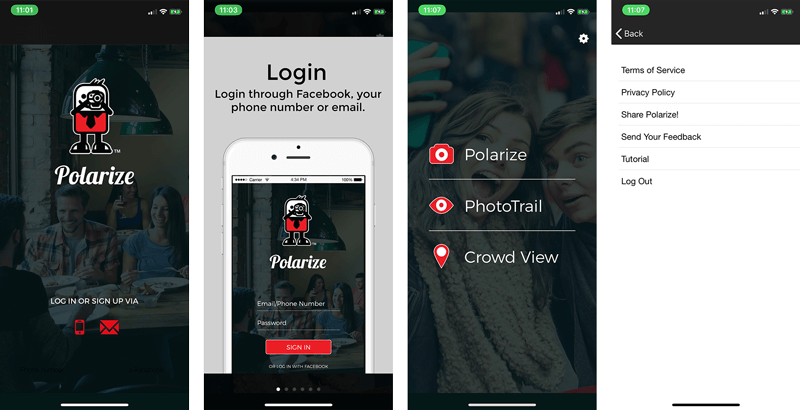 11:01
Polarize
TM
LOG IN OR SIGN UP VIA
11:03
Login
Login through Facebook, your
phone number or email.
Carrier
4:34 PM
100%
TM
Polarize
Email/Phone Number
Password
SIGN IN
OR LOG IN WITH FACEBOOK
11:07
Polarize
PhotoTrail
Crowd View
11:07
Back
Terms of Service
Privacy Policy
Share Polarize!
Send Your Feedback
Tutorial
Log Out